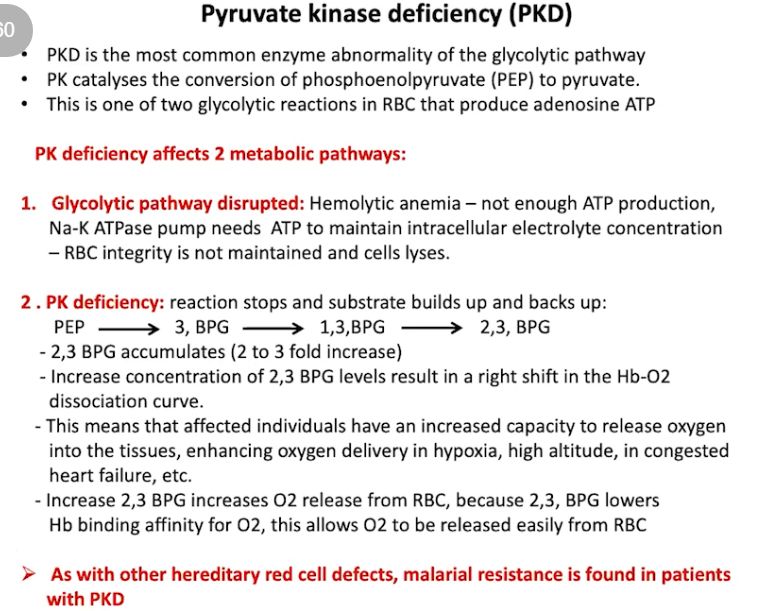 Pyruvate kinase deficiency (PKD)
60
• PKD is the most common enzyme abnormality of the glycolytic pathway
• PK catalyses the conversion of phosphoenolpyruvate (PEP) to pyruvate.
• This is one of two glycolytic reactions in RBC that produce adenosine ATP
PK deficiency affects 2 metabolic pathways:
1. Glycolytic pathway disrupted: Hemolytic anemia – not enough ATP production,
Na-K ATPase pump needs ATP to maintain intracellular electrolyte concentration
– RBC integrity is not maintained and cells lyses.
2 . PK deficiency: reaction stops and substrate builds up and backs up:
PEP ⟶ 3, BPG ⟶ 1,3,BPG ⟶ 2,3, BPG
- 2,3 BPG accumulates (2 to 3 fold increase)
- Increase concentration of 2,3 BPG levels result in a right shift in the Hb-O2
dissociation curve.
- This means that affected individuals have an increased capacity to release oxygen
into the tissues, enhancing oxygen delivery in hypoxia, high altitude, in congested
heart failure, etc.
- Increase 2,3 BPG increases O2 release from RBC, because 2,3, BPG lowers
Hb binding affinity for O2, this allows O2 to be released easily from RBC
➢ As with other hereditary red cell defects, malarial resistance is found in patients
with PKD